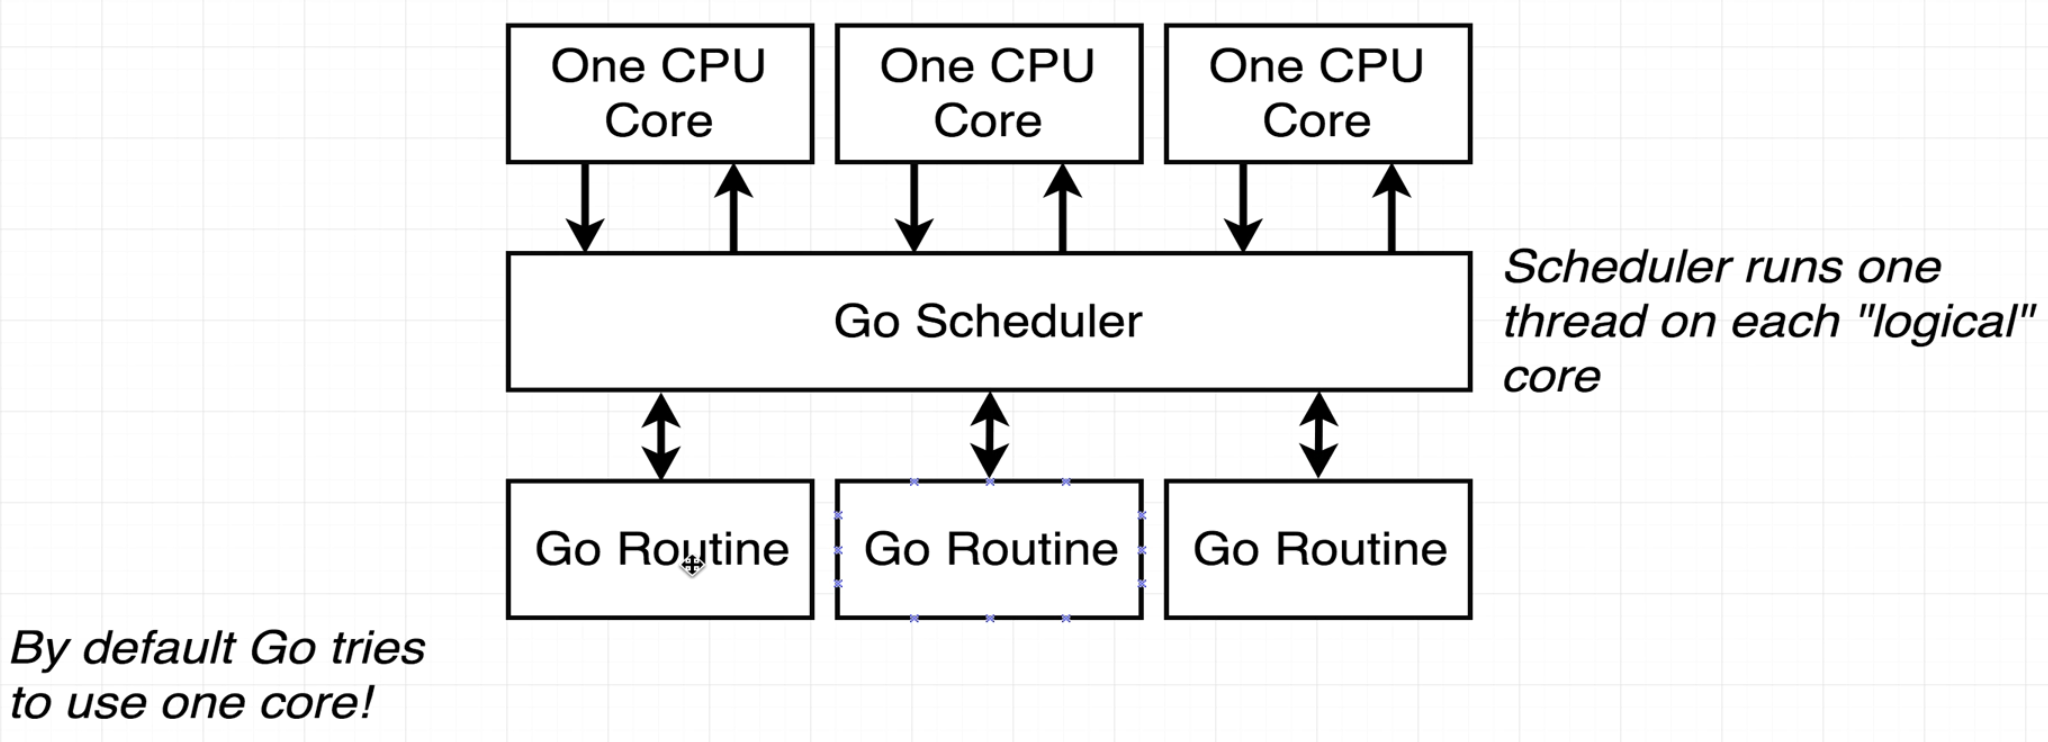 One CPU
Core
One CPU
Core
One CPU
Core
Go Scheduler
Scheduler runs one
thread on each "logical"
core
Go Routine
Go Routine
Go Routine
By default Go tries
to use one core!